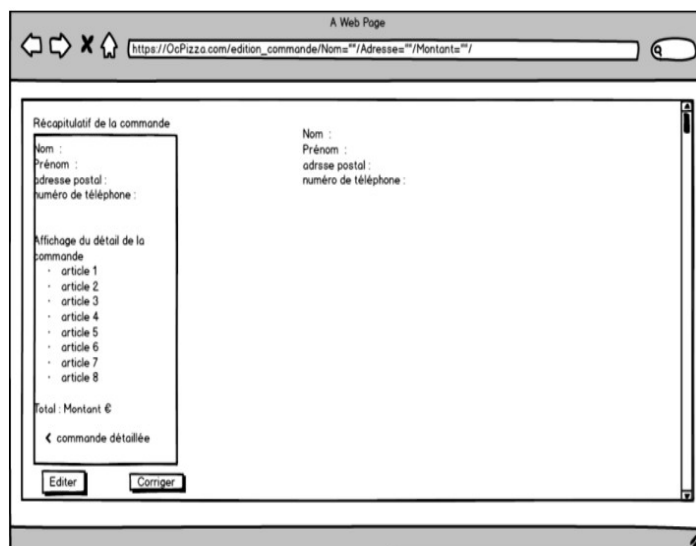 A Web Page
https://OcPizza.com/edition_commande/Nom=""/Adresse=""/Montant=""/
Récapitulatif de la commande
Nom :
Prénom :
adresse postal :
numéro de téléphone :
Affichage du détail de la
commande
· article 1
· article 2
· article 3
· article 4
· article 5
· article 6
· article 7
· article 8
Total : Montant €
< commande détaillée
Editer
Corriger
Nom :
Prénom :
adrsse postal :
numéro de téléphone :